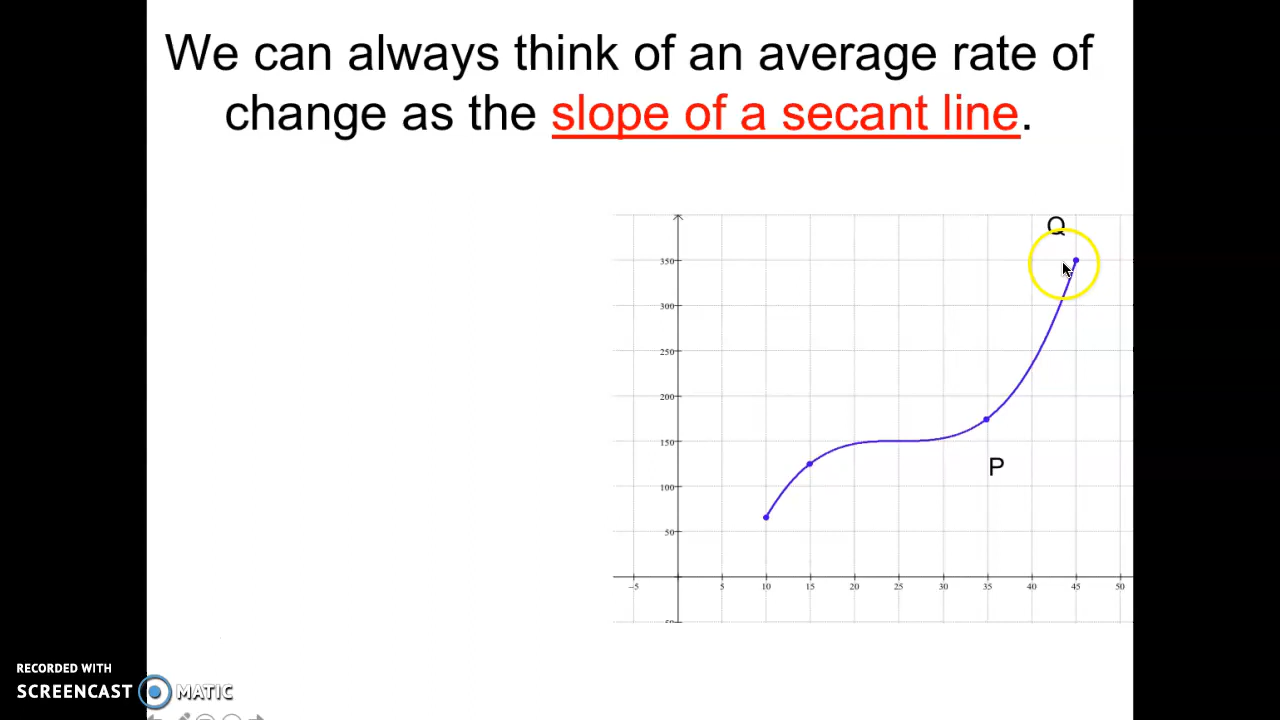 We can always think of an average rate of
change as the slope of a secant line.
Q
350
300
250
200
150
P
100
50
-5 5 10 15 20 25 30 35 40 45 50
RECORDED WITH
SCREENCAST MATIC